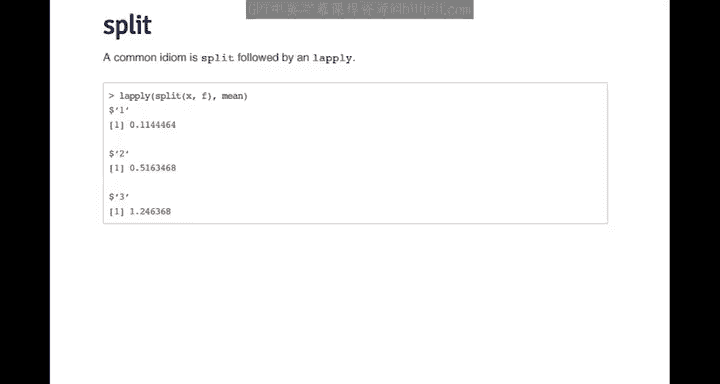 split
A common idiom is split followed by an lapply.
> lapply(split(x, f), mean)
$‘1‘
[1] 0.1144464
$‘2‘
[1] 0.5163468
$‘3‘
[1] 1.246368